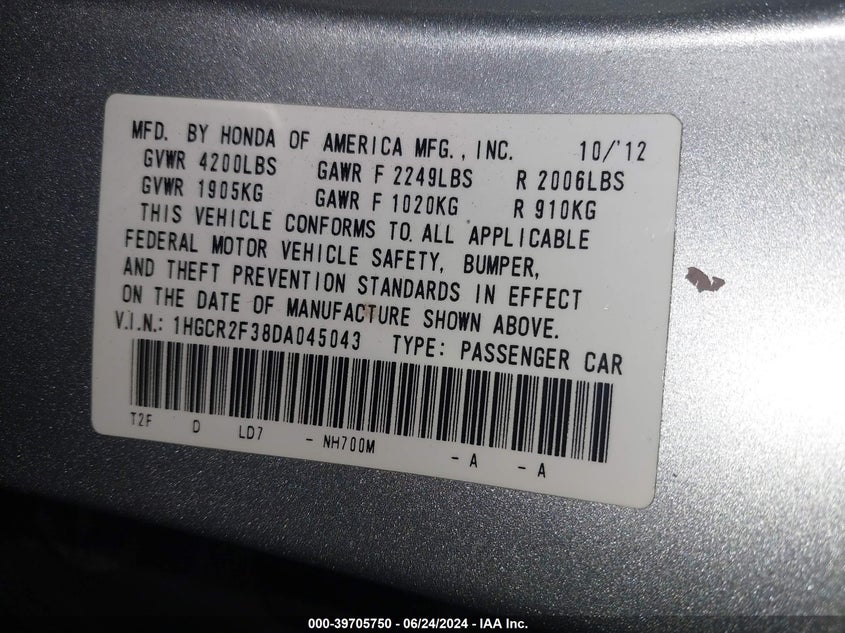 MFD. BY HONDA OF AMERICA MFG., INC. 10/'12
GVWR 4200LBS GAWR F 2249LBS R 2006LBS
GVWR 1905KG GAWR F 1020KG R 910KG
THIS VEHICLE CONFORMS TO ALL APPLICABLE
FEDERAL MOTOR VEHICLE SAFETY, BUMPER,
AND THEFT PREVENTION STANDARDS IN EFFECT
ON THE DATE OF MANUFACTURE SHOWN ABOVE.
V.I.N.: 1HGCR2F38DA045043 TYPE: PASSENGER CAR
T2F D LD7 - NH700M - A - A
000-39705750 - 06/24/2024 - IAA Inc.